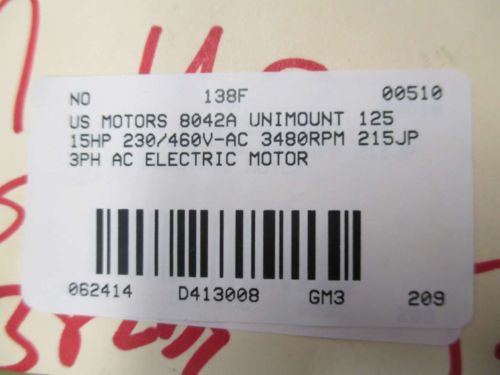 NO 138F 00510
US MOTORS 8042A UNIMOUNT 125
15HP 230/460V-AC 3480RPM 215JP
3PH AC ELECTRIC MOTOR
062414 D413008 GM3 209